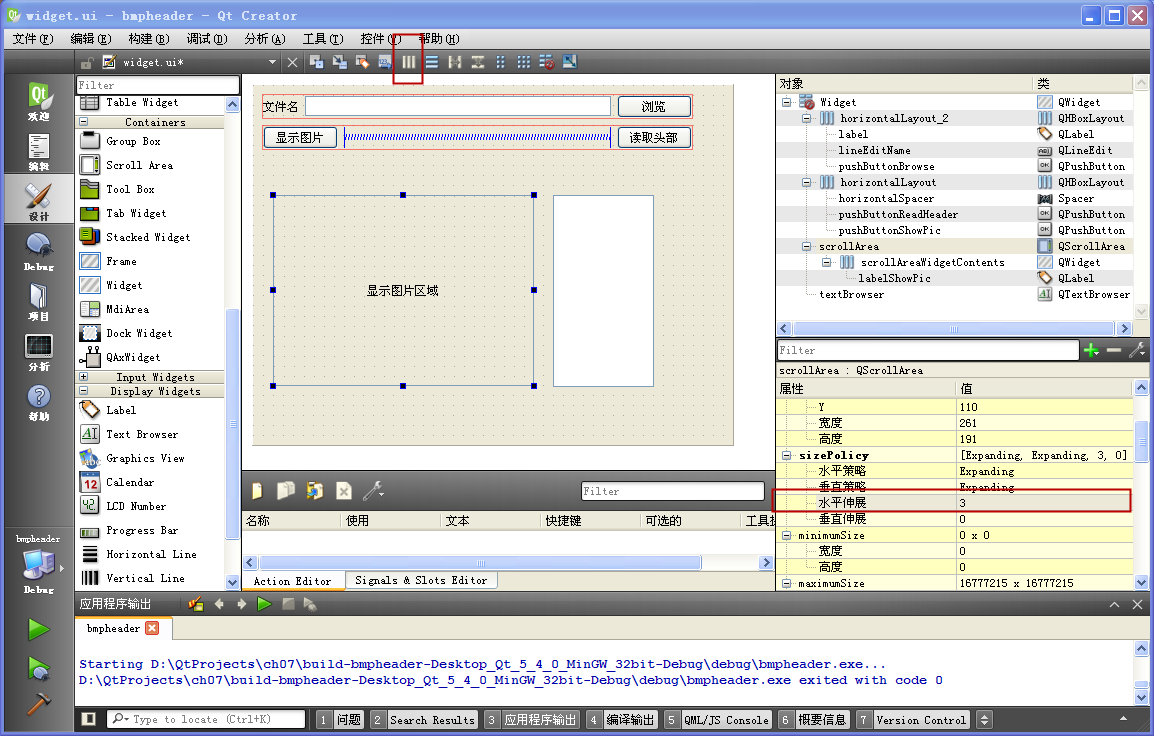 widget.ui - bmpheader - Qt Creator
文件(F) 编辑(E) 构建(B) 调试(D) 分析(A) 工具(T) 控件(W) 帮助(H)
widget.ui*
欢迎
编辑
设计
Debug
项目
分析
帮助
bmpheader
Debug
Filter
Table Widget
Containers
Group Box
Scroll Area
Tool Box
Tab Widget
Stacked Widget
Frame
Widget
MdiArea
Dock Widget
QAxWidget
Input Widgets
Display Widgets
Label
Text Browser
Graphics View
Calendar
LCD Number
Progress Bar
Horizontal Line
Vertical Line
文件名 浏览
显示图片 读取头部
显示图片区域
Filter
名称 使用 文本 快捷键 可选的 工具
Action Editor Signals & Slots Editor
对象 类
Widget QWidget
horizontalLayout_2 QHBoxLayout
label QLabel
lineEditName QLineEdit
pushButtonBrowse QPushButton
horizontalLayout QHBoxLayout
horizontalSpacer Spacer
pushButtonReadHeader QPushButton
pushButtonShowPic QPushButton
scrollArea QScrollArea
scrollAreaWidgetContents QWidget
labelShowPic QLabel
textBrowser QTextBrowser
Filter
scrollArea : QScrollArea
属性 值
Y 110
宽度 261
高度 191
sizePolicy [Expanding, Expanding, 3, 0]
水平策略 Expanding
垂直策略 Expanding
水平伸展 3
垂直伸展 0
minimumSize 0 x 0
宽度 0
高度 0
maximumSize 16777215 x 16777215
应用程序输出
bmpheader
Starting D:\QtProjects\ch07\build-bmpheader-Desktop_Qt_5_4_0_MinGW_32bit-Debug\debug\bmpheader.exe...
D:\QtProjects\ch07\build-bmpheader-Desktop_Qt_5_4_0_MinGW_32bit-Debug\debug\bmpheader.exe exited with code 0
Type to locate (Ctrl+K) 1 问题 2 Search Results 3 应用程序输出 4 编译输出 5 QML/JS Console 6 概要信息 7 Version Control